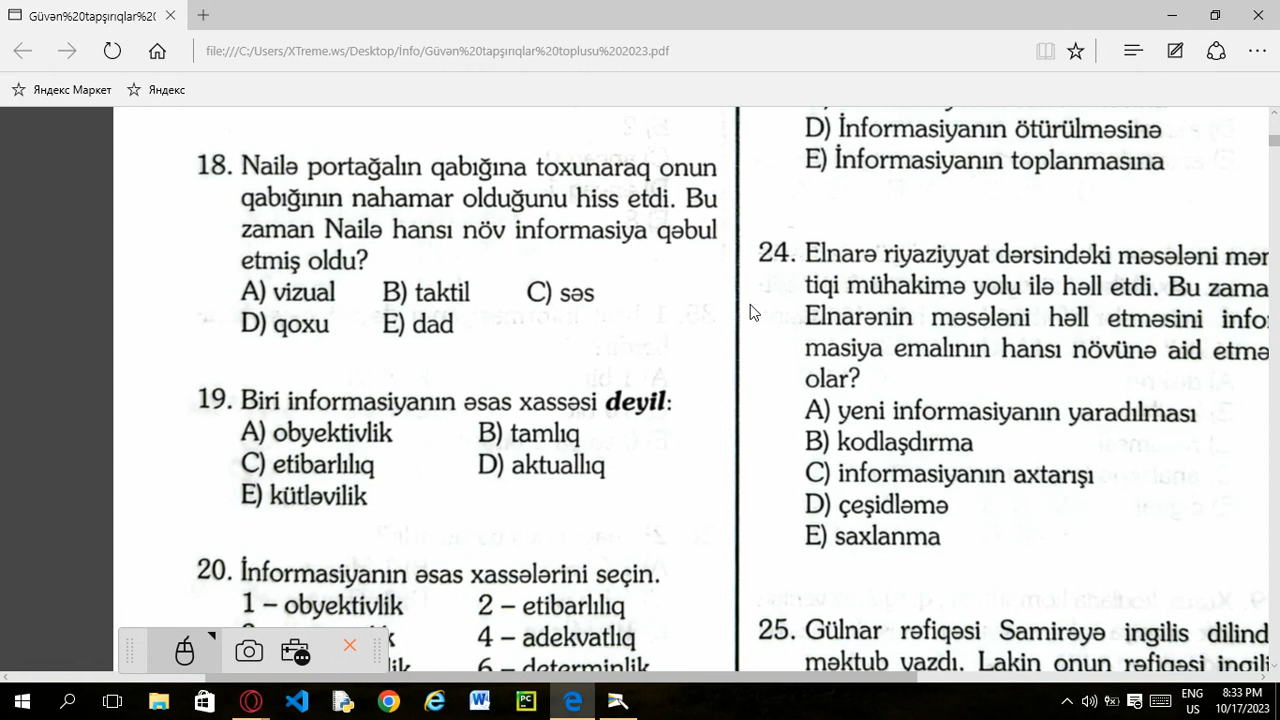 Güvən%20tapşırıqlar%20
file:///C:/Users/XTreme.ws/Desktop/İnfo/Güvən%20tapşırıqlar%20toplusu%202023.pdf
Яндекс Маркет
Яндекс
18. Nailə portağalın qabığına toxunaraq onun
qabığının nahamar olduğunu hiss etdi. Bu
zaman Nailə hansı növ informasiya qəbul
etmiş oldu?
A) vizual B) taktil C) səs
D) qoxu E) dad
19. Biri informasiyanın əsas xassəsi deyil:
A) obyektivlik B) tamlıq
C) etibarlılıq D) aktuallıq
E) kütləvilik
20. İnformasiyanın əsas xassələrini seçin.
1 – obyektivlik 2 – etibarlılıq
4 – adekvatlıq
6 – determinlik
D) İnformasiyanın ötürülməsinə
E) İnformasiyanın toplanmasına
24. Elnarə riyaziyyat dərsindəki məsələni mən
tiqi mühakimə yolu ilə həll etdi. Bu zama
Elnarənin məsələni həll etməsini info
masiya emalının hansı növünə aid etmə
olar?
A) yeni informasiyanın yaradılması
B) kodlaşdırma
C) informasiyanın axtarışı
D) çeşidləmə
E) saxlanma
25. Gülnar rəfiqəsi Samirəyə ingilis dilind
məktub yazdı. Lakin onun rəfiqəsi ingili
ENG
US
8:33 PM
10/17/2023